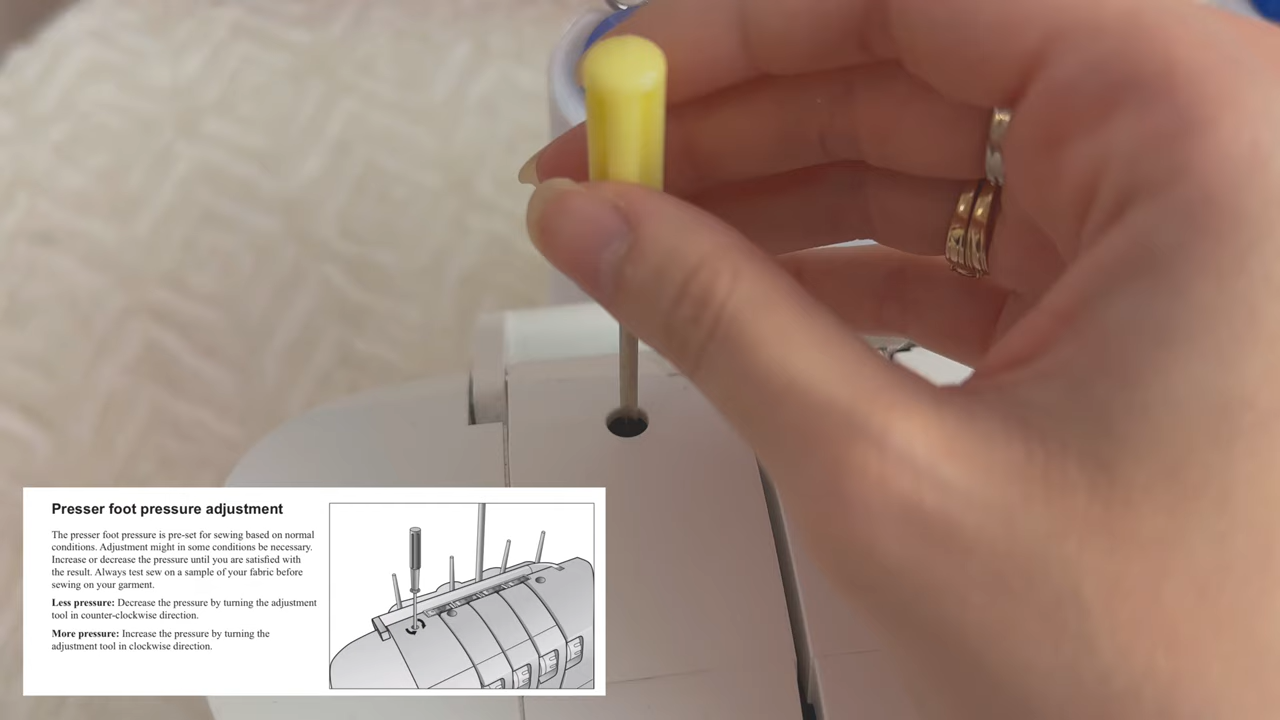 Presser foot pressure adjustment
The presser foot pressure is pre-set for sewing based on normal
conditions. Adjustment might in some conditions be necessary.
Increase or decrease the pressure until you are satisfied with
the result. Always test sew on a sample of your fabric before
sewing on your garment.
Less pressure: Decrease the pressure by turning the adjustment
tool in counter-clockwise direction.
More pressure: Increase the pressure by turning the
adjustment tool in clockwise direction.